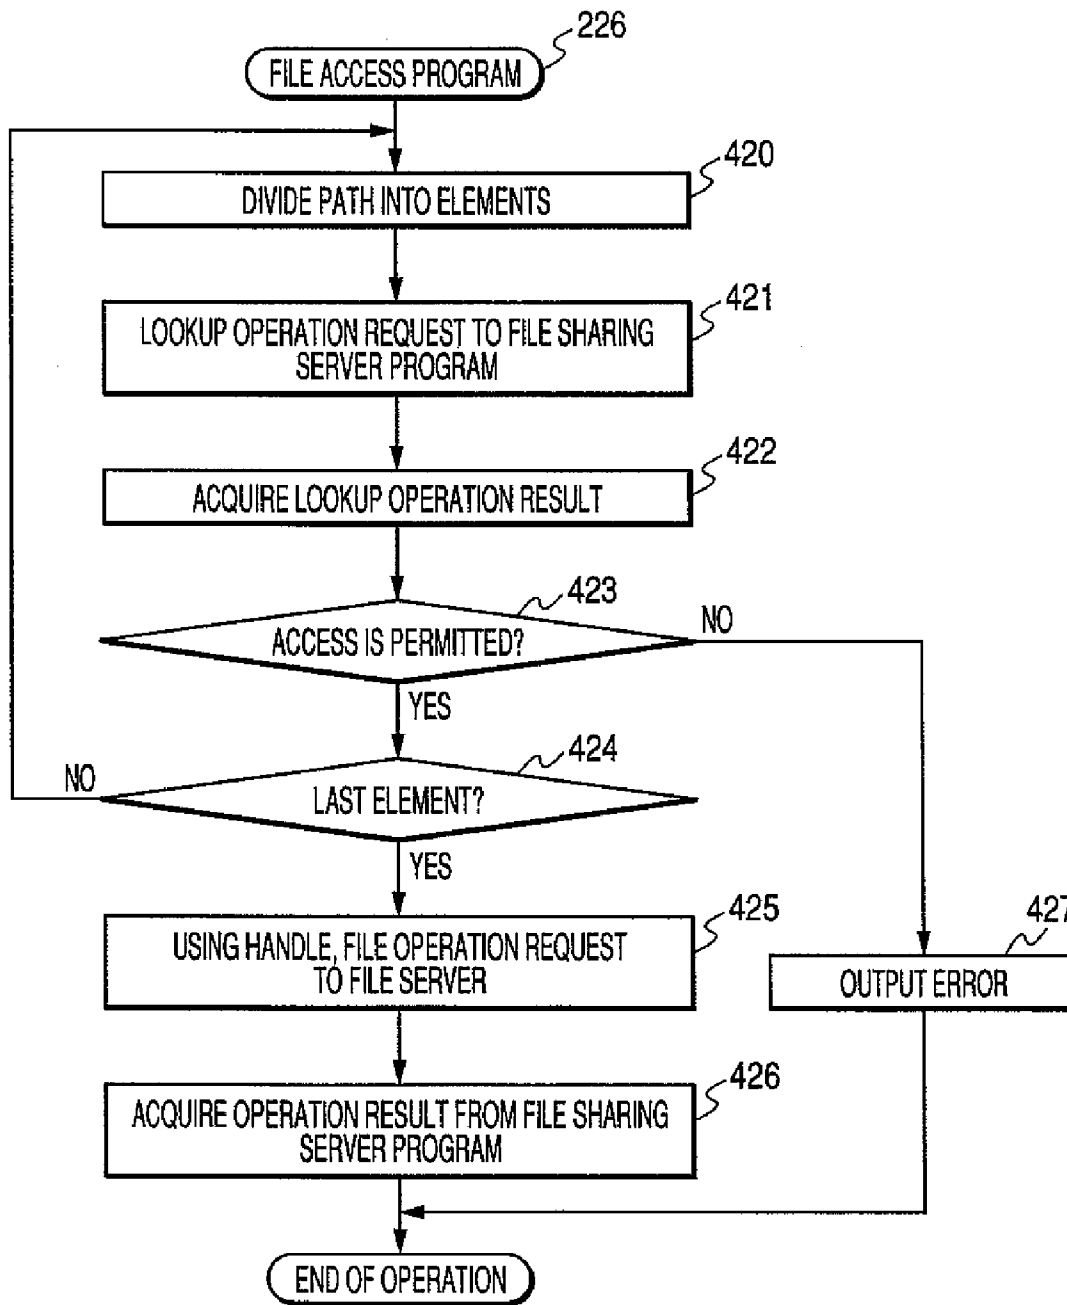 226
FILE ACCESS PROGRAM
420
DIVIDE PATH INTO ELEMENTS
421
LOOKUP OPERATION REQUEST TO FILE SHARING
SERVER PROGRAM
422
ACQUIRE LOOKUP OPERATION RESULT
423
ACCESS IS PERMITTED?
NO
YES
424
LAST ELEMENT?
NO
YES
425
USING HANDLE, FILE OPERATION REQUEST
TO FILE SERVER
427
OUTPUT ERROR
426
ACQUIRE OPERATION RESULT FROM FILE SHARING
SERVER PROGRAM
END OF OPERATION